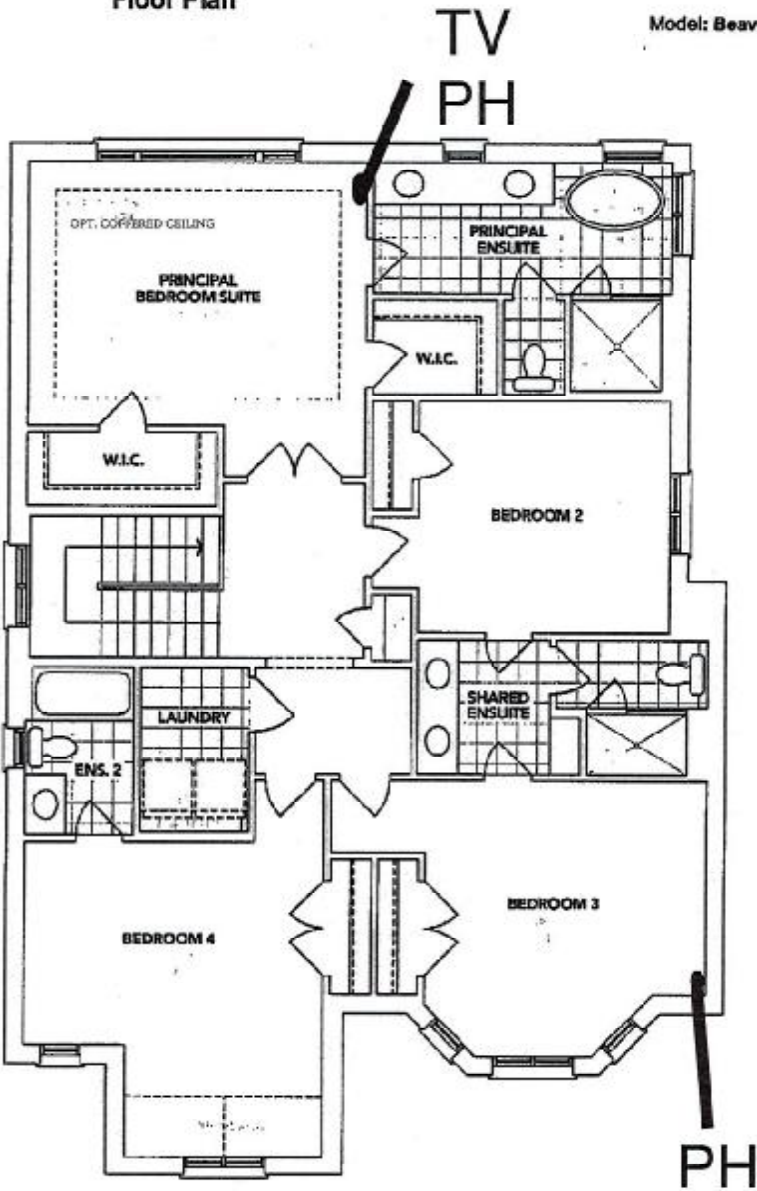 Floor Plan
Model: Beav
TV
PH
OPT. COFFERED CEILING
PRINCIPAL
ENSUITE
PRINCIPAL
BEDROOM SUITE
W.I.C.
W.I.C.
BEDROOM 2
SHARED
ENSUITE
LAUNDRY
ENS. 2
BEDROOM 3
BEDROOM 4
PH